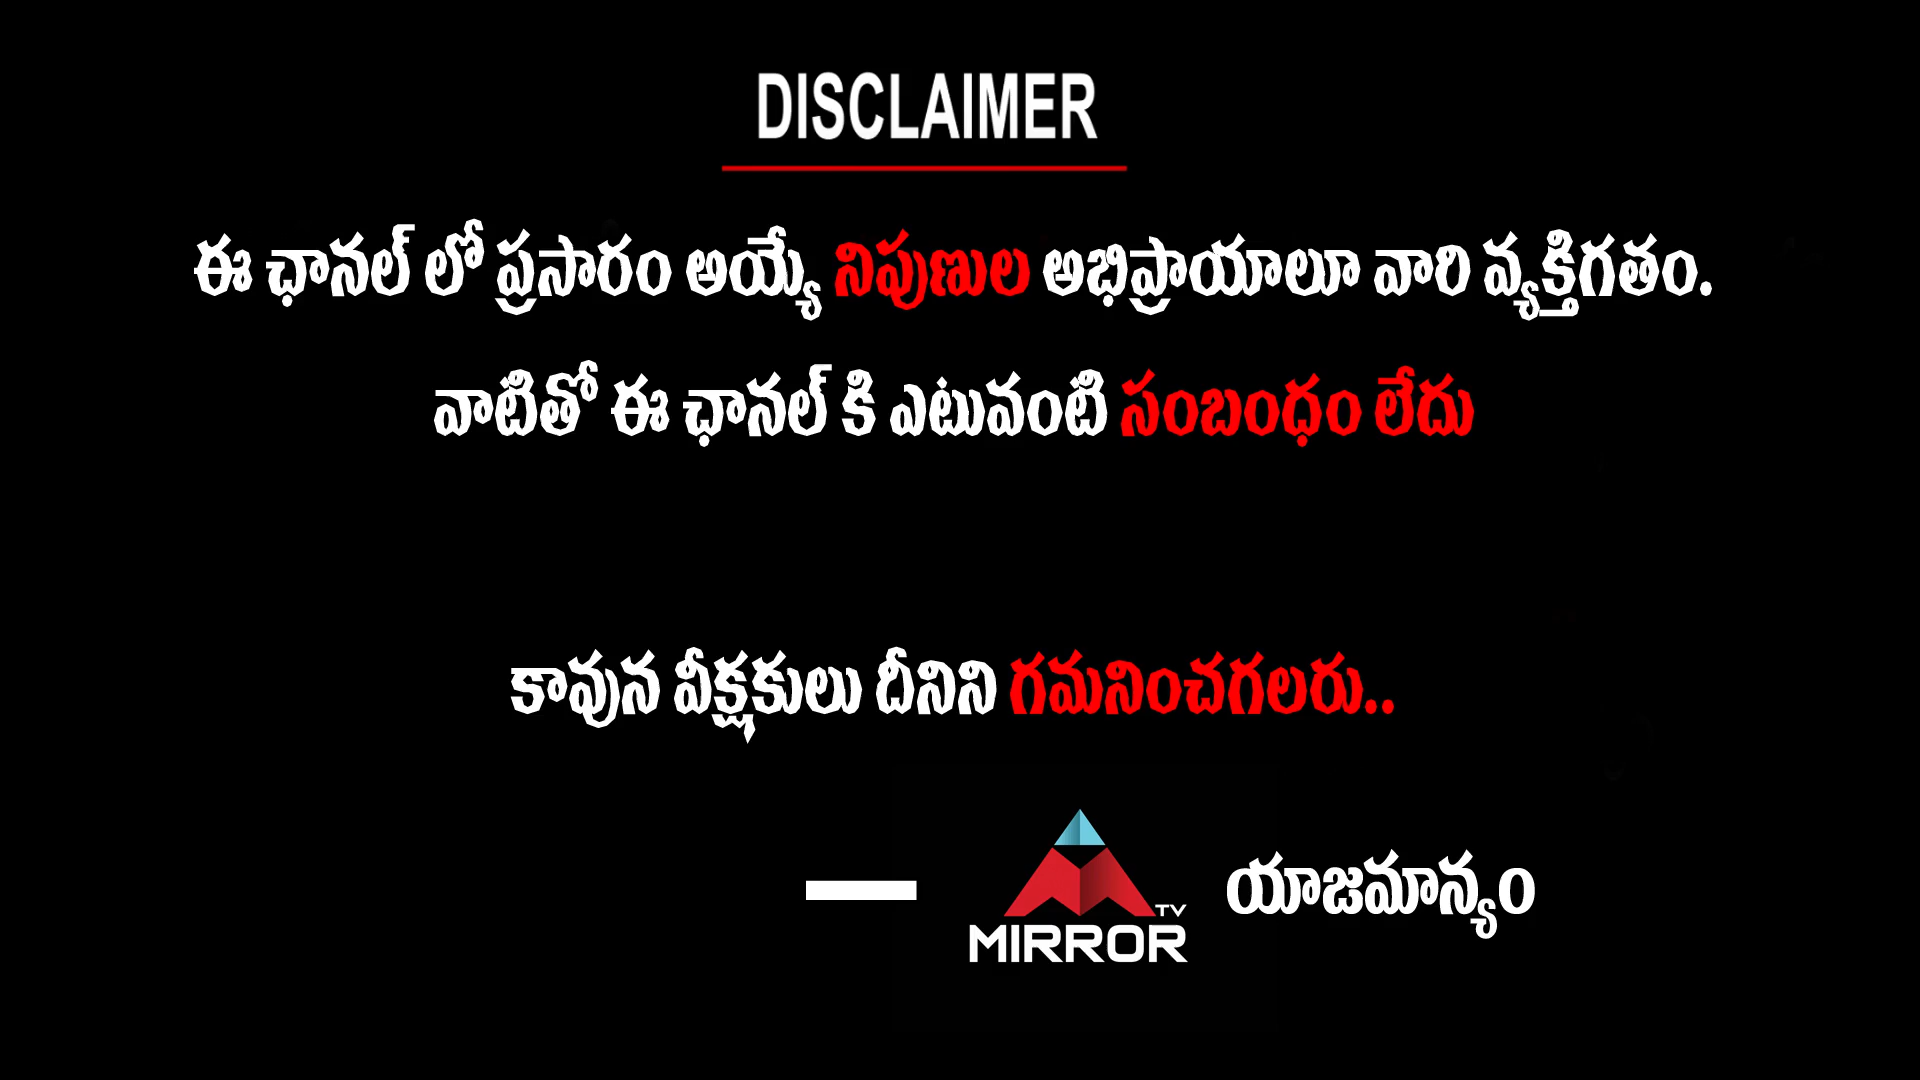 DISCLAIMER
ఈ ఛానల్ లో ప్రసారం అయ్యే నిపుణుల అభిప్రాయాలూ వారి వ్యక్తిగతం.
వాటితో ఈ ఛానల్ కి ఎటువంటి సంబంధం లేదు
కావున వీక్షకులు దీనిని గమనించగలరు..
— MIRROR TV యాజమాన్యం